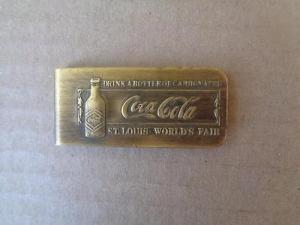 DRINK A BOTTLE OF CARBONATED
Coca-Cola
ST. LOUIS WORLD'S FAIR